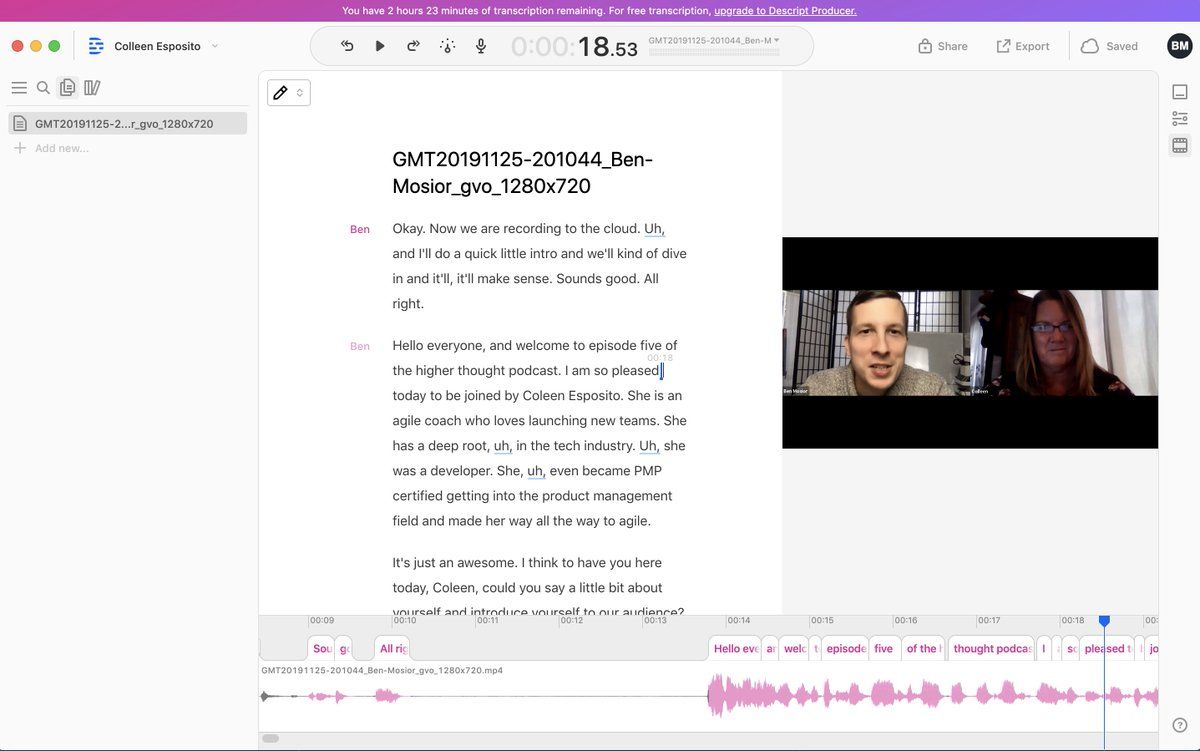 You have 2 hours 23 minutes of transcription remaining. For free transcription, upgrade to Descript Producer.
Colleen Esposito
0:00:18.53
GMT20191125-201044_Ben-M
Share
Export
Saved
BM
GMT20191125-2...r_gvo_1280x720
Add new...
GMT20191125-201044_Ben-
Mosior_gvo_1280x720
Ben
Okay. Now we are recording to the cloud. Uh,
and I'll do a quick little intro and we'll kind of dive
in and it'll, it'll make sense. Sounds good. All
right.
Ben
Hello everyone, and welcome to episode five of
00:18
the higher thought podcast. I am so pleased
today to be joined by Coleen Esposito. She is an
agile coach who loves launching new teams. She
has a deep root, uh, in the tech industry. Uh, she
was a developer. She, uh, even became PMP
certified getting into the product management
field and made her way all the way to agile.
It's just an awesome. I think to have you here
today, Coleen, could you say a little bit about
yourself and introduce yourself to our audience?
Ben Mosior
Colleen
00:09 00:10 00:11 00:12 00:13 00:14 00:15 00:16 00:17 00:18 00:
Sou go All rig Hello eve an welc t episode five of the h thought podcas I a so pleased t jo
GMT20191125-201044_Ben-Mosior_gvo_1280x720.mp4